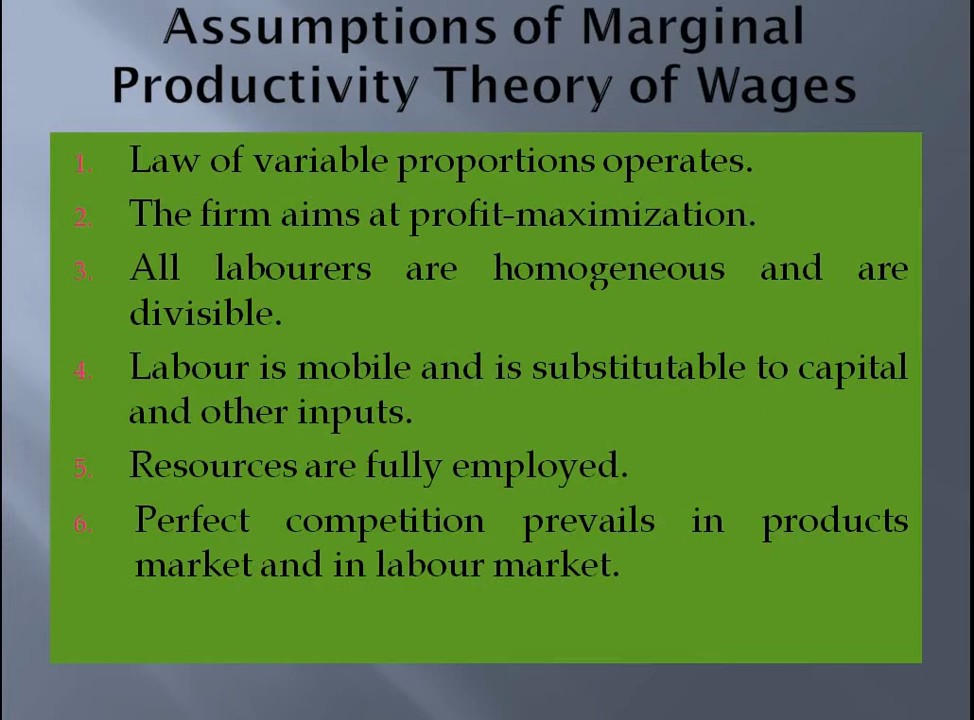 Assumptions of Marginal
Productivity Theory of Wages
1. Law of variable proportions operates.
2. The firm aims at profit-maximization.
3. All labourers are homogeneous and are
divisible.
4. Labour is mobile and is substitutable to capital
and other inputs.
5. Resources are fully employed.
6. Perfect competition prevails in products
market and in labour market.